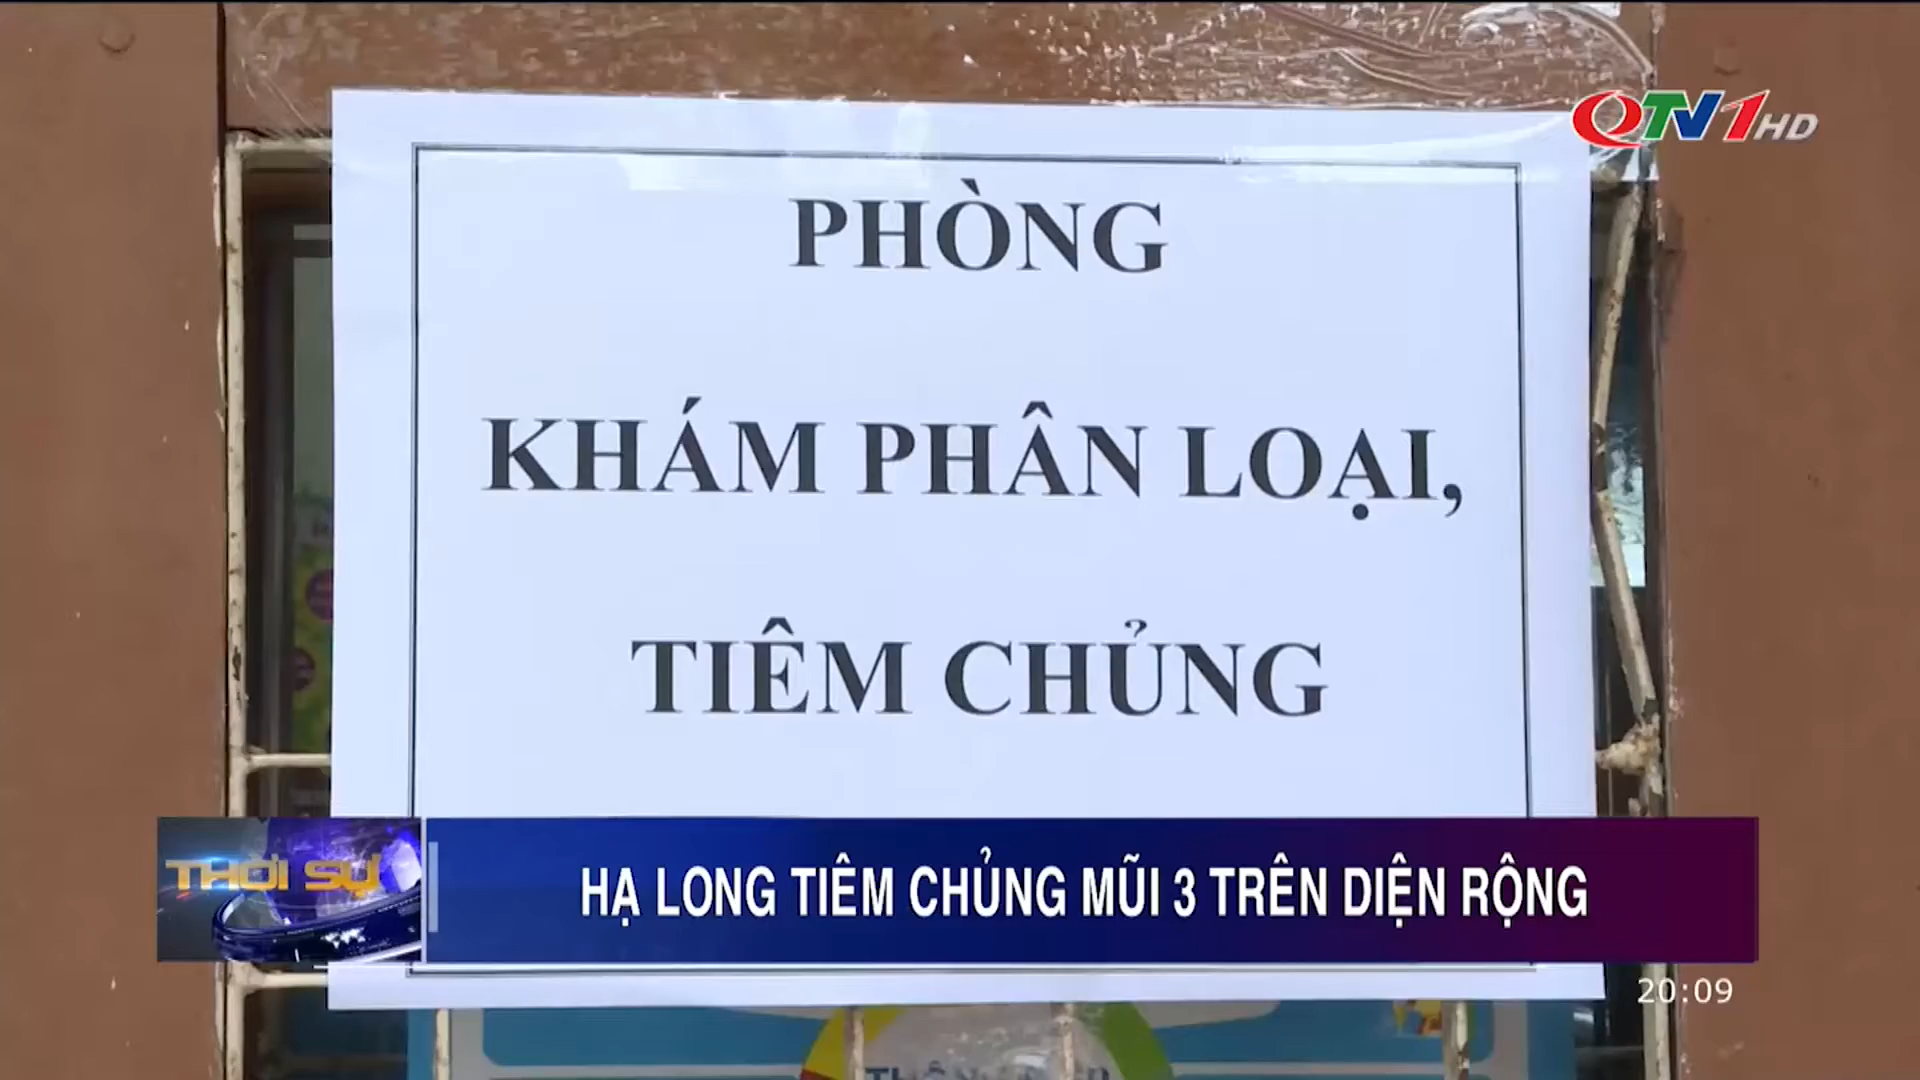 QTV1HD
PHÒNG
KHÁM PHÂN LOẠI,
TIÊM CHỦNG
THỜI SỰ
HẠ LONG TIÊM CHỦNG MŨI 3 TRÊN DIỆN RỘNG
20:09